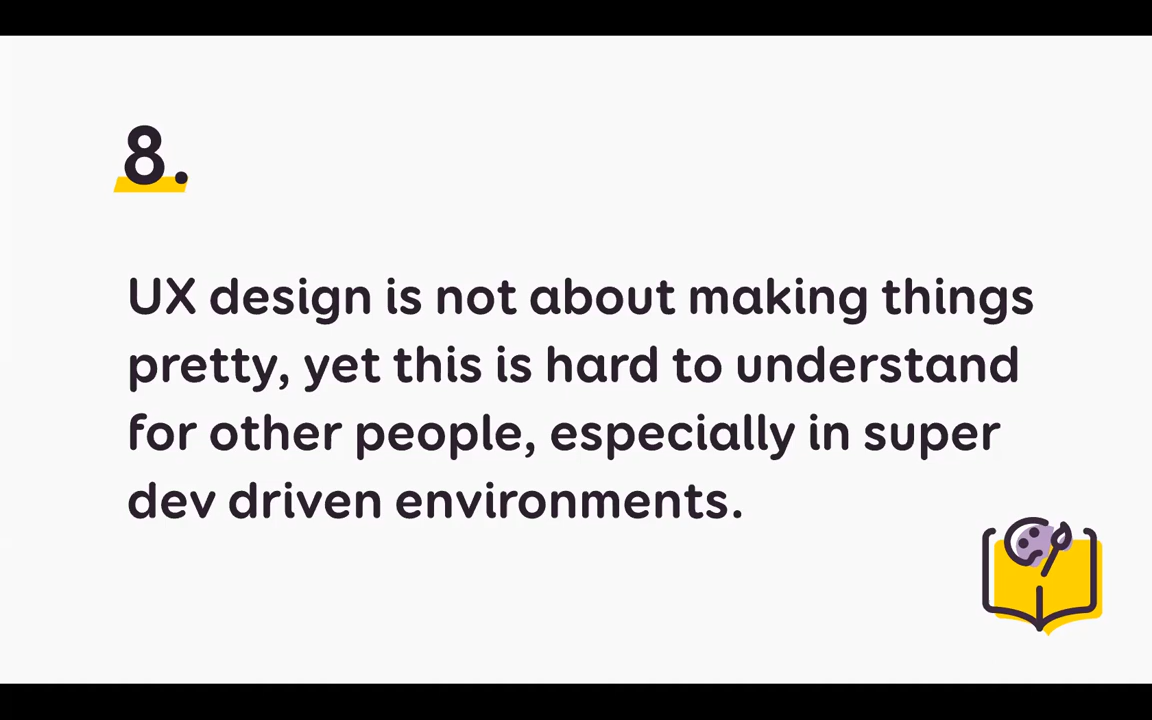 8.
UX design is not about making things
pretty, yet this is hard to understand
for other people, especially in super
dev driven environments.